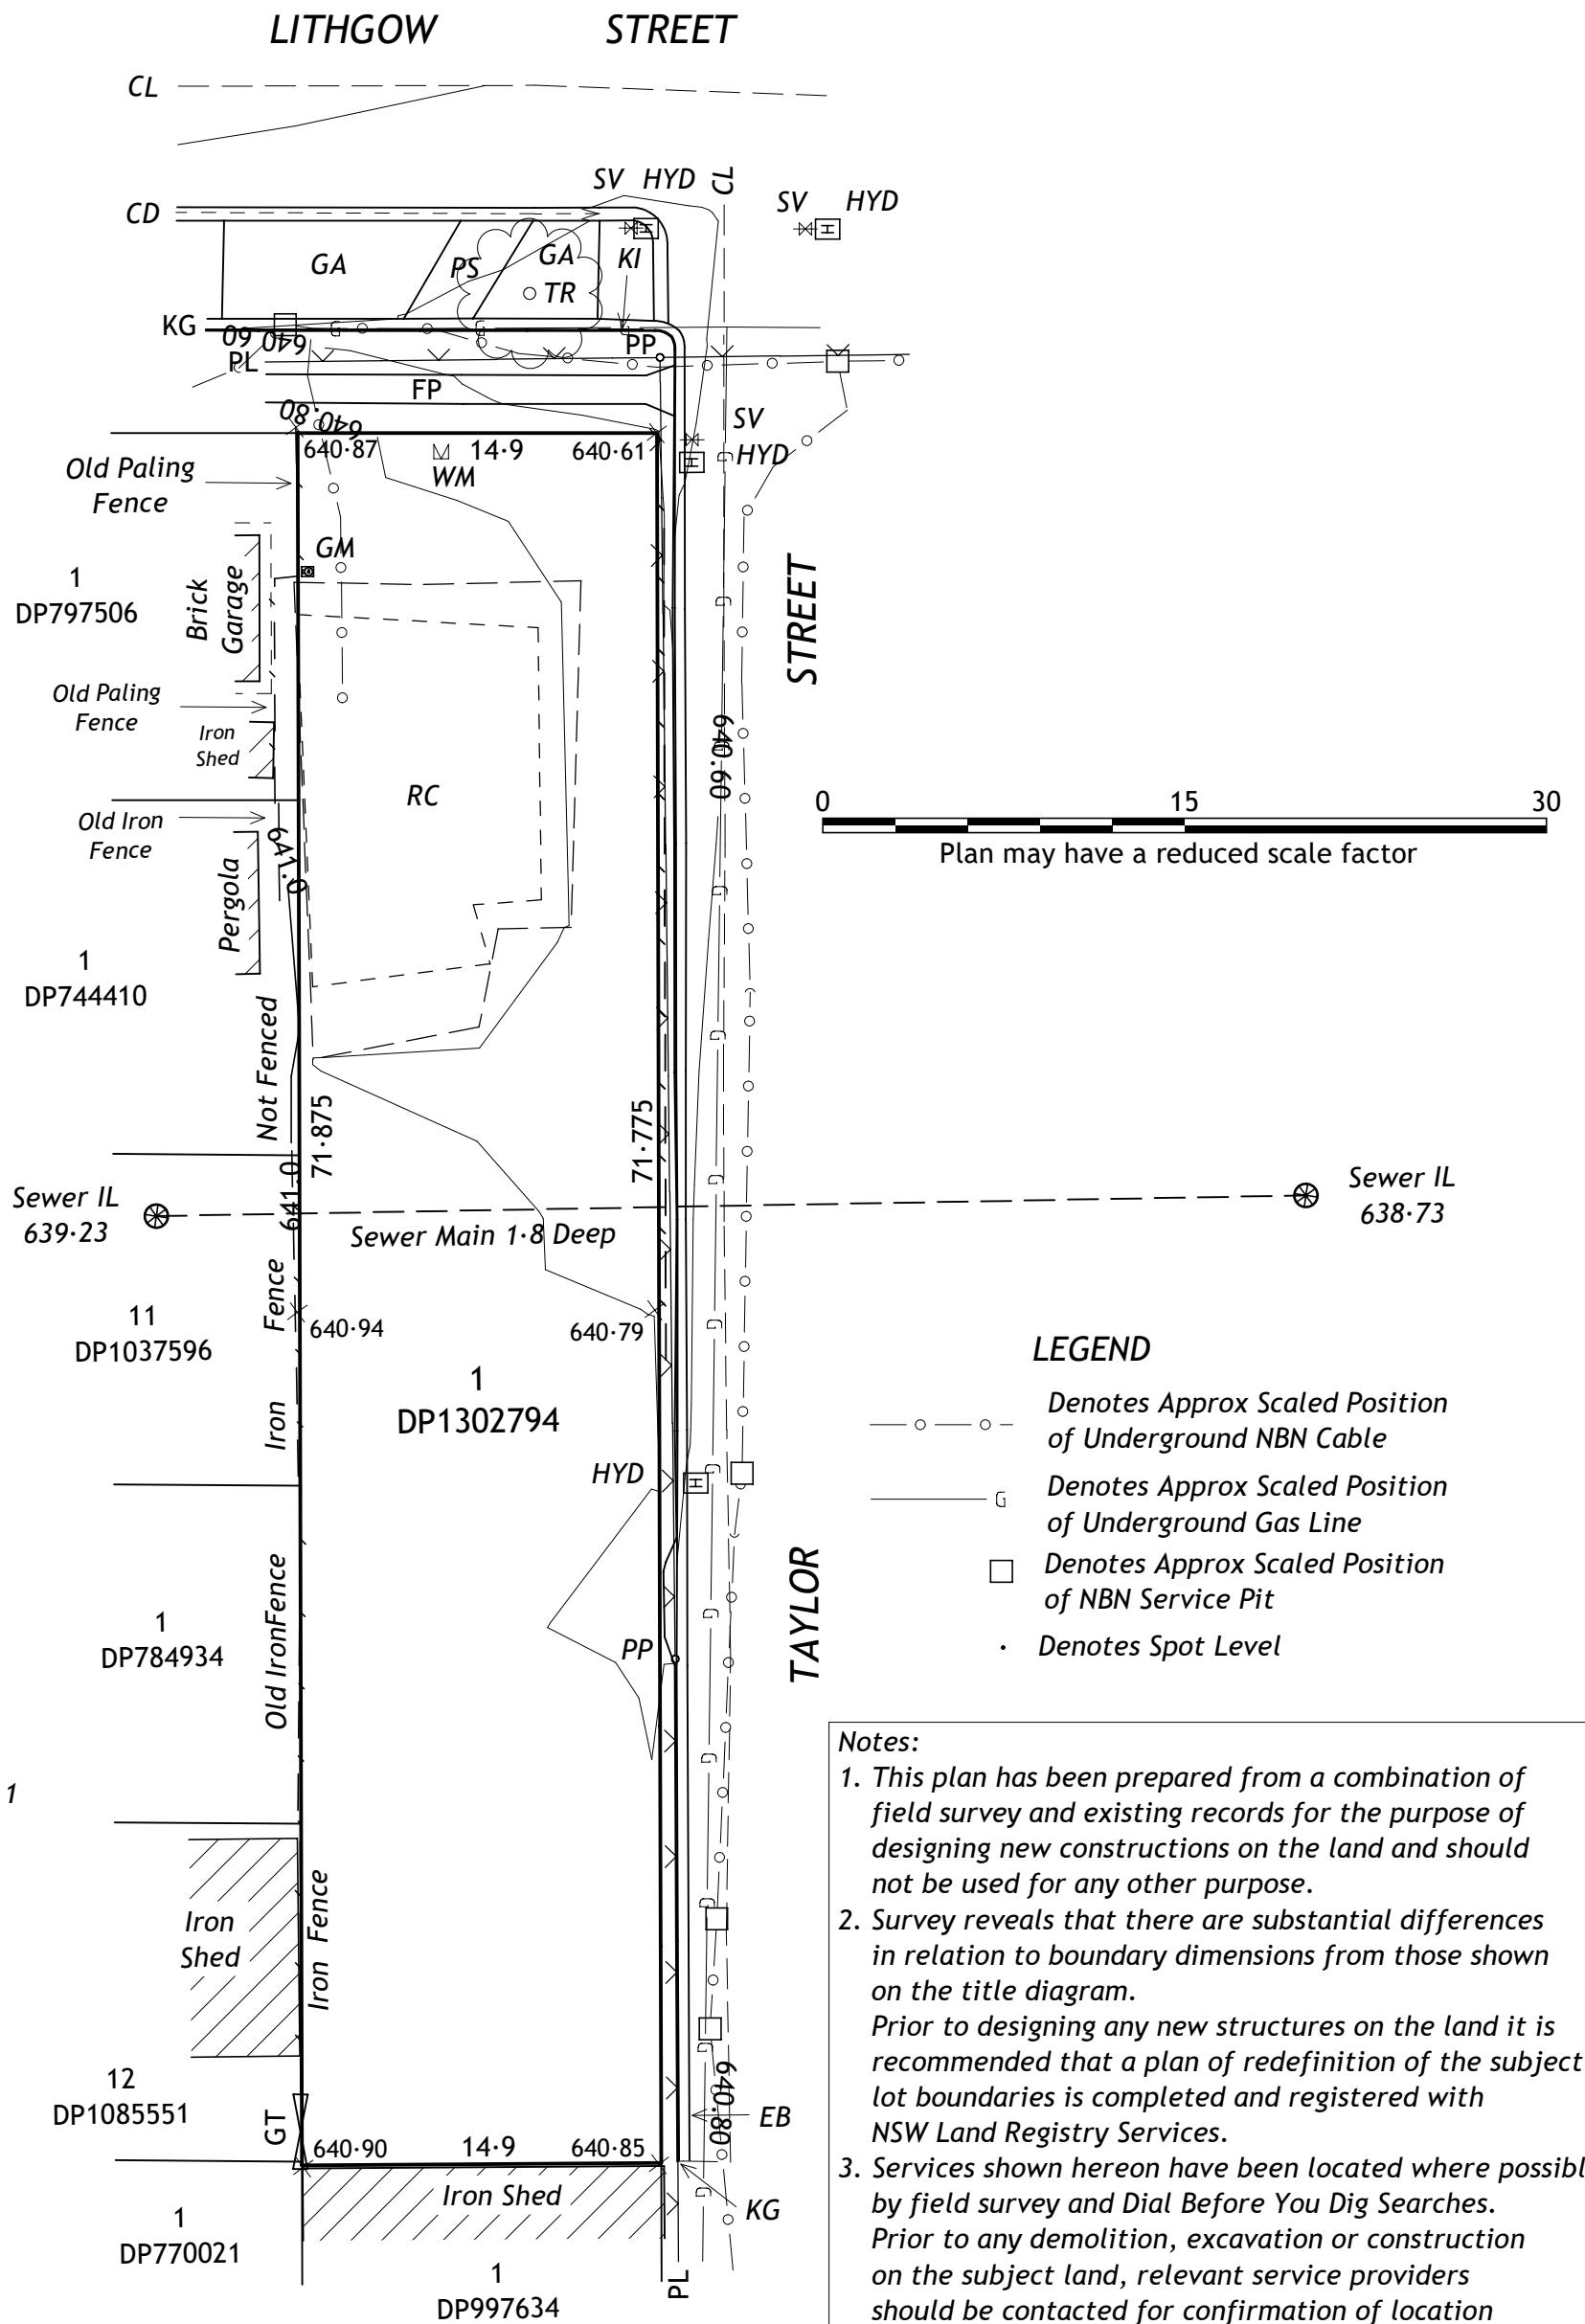 LITHGOW STREET
CL
SV HYD CL
SV HYD
CD
GA PS GA KI
TR
KG
640·60
PL PP
FP
640·80
SV
HYD
640·87 14·9 640·61
WM
Old Paling
Fence
GM
1
DP797506
Brick
Garage
STREET
Old Paling
Fence
Iron
Shed
640·60
RC
0 15 30
Plan may have a reduced scale factor
Old Iron
Fence
641·0
Pergola
1
DP744410
Not Fenced
71·875
71·775
641·0
Sewer IL
639·23
Sewer Main 1·8 Deep
Sewer IL
638·73
Iron Fence
11
DP1037596
640·94 640·79
1
DP1302794
LEGEND
Denotes Approx Scaled Position
of Underground NBN Cable
G Denotes Approx Scaled Position
of Underground Gas Line
Denotes Approx Scaled Position
of NBN Service Pit
Denotes Spot Level
HYD
H
TAYLOR
1
DP784934
Old IronFence
PP
1
Iron
Shed
Iron Fence
12
DP1085551
GT
640·80
EB
640·90 14·9 640·85
Iron Shed
KG
1
DP770021
PL
1
DP997634
Notes:
1. This plan has been prepared from a combination of
field survey and existing records for the purpose of
designing new constructions on the land and should
not be used for any other purpose.
2. Survey reveals that there are substantial differences
in relation to boundary dimensions from those shown
on the title diagram.
Prior to designing any new structures on the land it is
recommended that a plan of redefinition of the subject
lot boundaries is completed and registered with
NSW Land Registry Services.
3. Services shown hereon have been located where possibl
by field survey and Dial Before You Dig Searches.
Prior to any demolition, excavation or construction
on the subject land, relevant service providers
should be contacted for confirmation of location